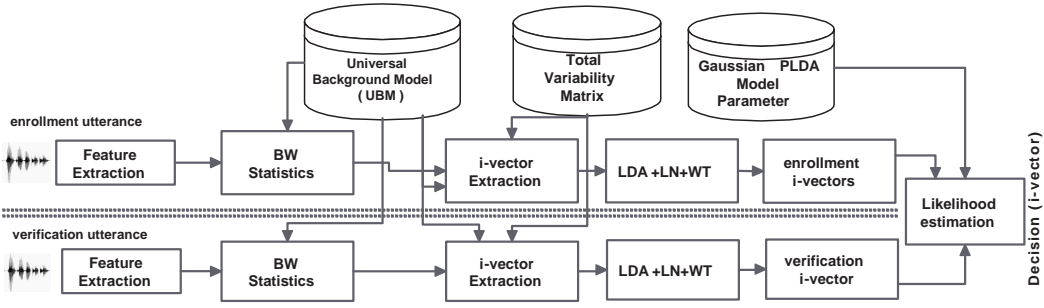 Universal
Background Model
( UBM )
Total
Variability
Matrix
Gaussian PLDA
Model
Parameter
enrollment utterance
Feature
Extraction
BW
Statistics
i-vector
Extraction
LDA +LN+WT
enrollment
i-vectors
Likelihood
estimation
Decision (i-vector)
verification utterance
Feature
Extraction
BW
Statistics
i-vector
Extraction
LDA +LN+WT
verification
i-vector